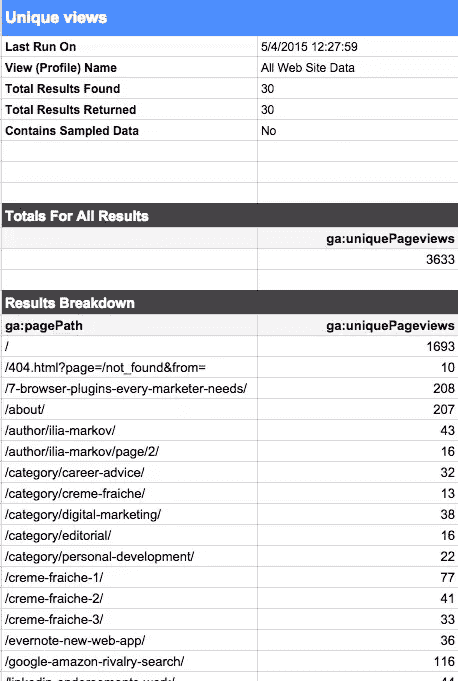 Unique views
Last Run On 5/4/2015 12:27:59
View (Profile) Name All Web Site Data
Total Results Found 30
Total Results Returned 30
Contains Sampled Data No
Totals For All Results
ga:uniquePageviews
3633
Results Breakdown
ga:pagePath ga:uniquePageviews
/ 1693
/404.html?page=/not_found&from= 10
/7-browser-plugins-every-marketer-needs/ 208
/about/ 207
/author/ilia-markov/ 43
/author/ilia-markov/page/2/ 16
/category/career-advice/ 32
/category/creme-fraiche/ 13
/category/digital-marketing/ 38
/category/editorial/ 16
/category/personal-development/ 22
/creme-fraiche-1/ 77
/creme-fraiche-2/ 41
/creme-fraiche-3/ 33
/evernote-new-web-app/ 36
/google-amazon-rivalry-search/ 116